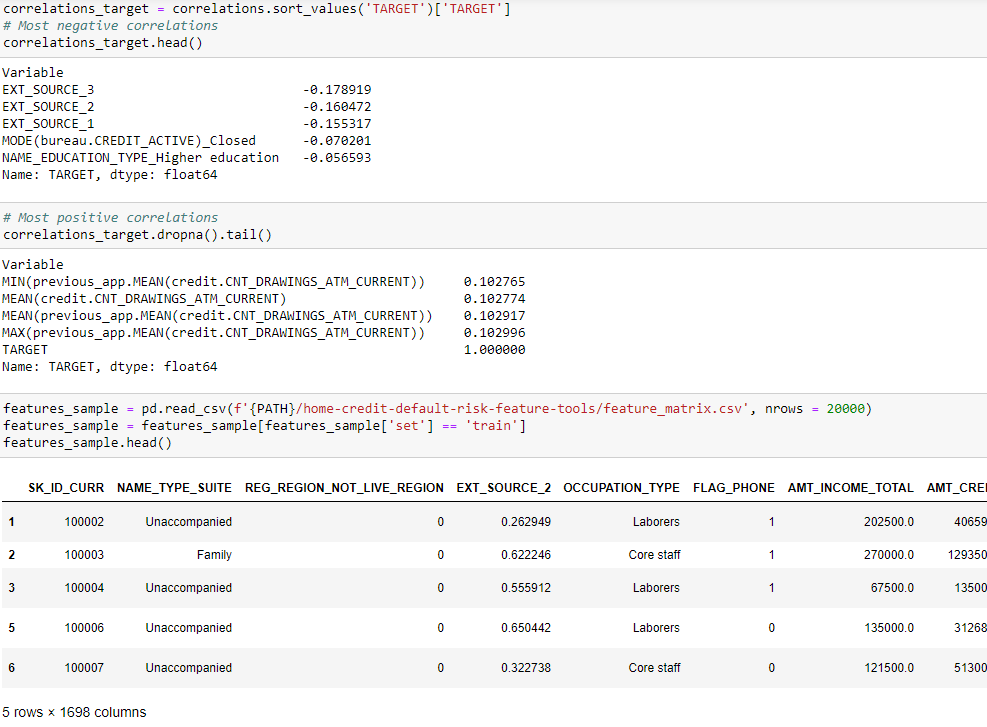 correlations_target = correlations.sort_values('TARGET')['TARGET']
# Most negative correlations
correlations_target.head()
Variable
EXT_SOURCE_3 -0.178919
EXT_SOURCE_2 -0.160472
EXT_SOURCE_1 -0.155317
MODE(bureau.CREDIT_ACTIVE)_Closed -0.070201
NAME_EDUCATION_TYPE_Higher education -0.056593
Name: TARGET, dtype: float64
# Most positive correlations
correlations_target.dropna().tail()
Variable
MIN(previous_app.MEAN(credit.CNT_DRAWINGS_ATM_CURRENT)) 0.102765
MEAN(credit.CNT_DRAWINGS_ATM_CURRENT) 0.102774
MEAN(previous_app.MEAN(credit.CNT_DRAWINGS_ATM_CURRENT)) 0.102917
MAX(previous_app.MEAN(credit.CNT_DRAWINGS_ATM_CURRENT)) 0.102996
TARGET 1.000000
Name: TARGET, dtype: float64
features_sample = pd.read_csv(f'{PATH}/home-credit-default-risk-feature-tools/feature_matrix.csv', nrows = 20000)
features_sample = features_sample[features_sample['set'] == 'train']
features_sample.head()
SK_ID_CURR NAME_TYPE_SUITE REG_REGION_NOT_LIVE_REGION EXT_SOURCE_2 OCCUPATION_TYPE FLAG_PHONE AMT_INCOME_TOTAL AMT_CRE
1 100002 Unaccompanied 0 0.262949 Laborers 1 202500.0 40659
2 100003 Family 0 0.622246 Core staff 1 270000.0 129350
3 100004 Unaccompanied 0 0.555912 Laborers 1 67500.0 13500
5 100006 Unaccompanied 0 0.650442 Laborers 0 135000.0 31268
6 100007 Unaccompanied 0 0.322738 Core staff 0 121500.0 51300
5 rows × 1698 columns